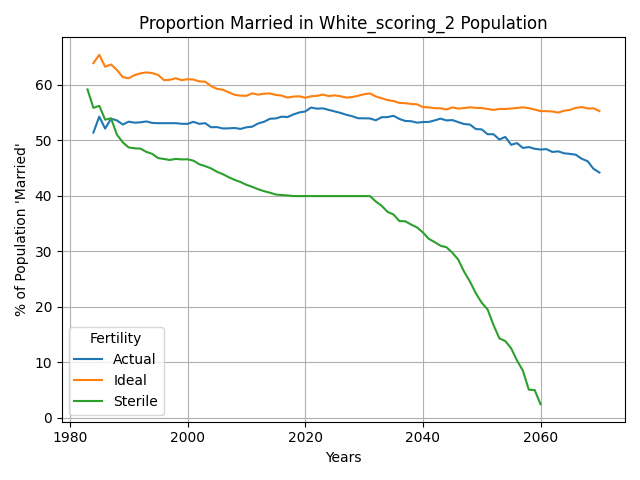 Proportion Married in White_scoring_2 Population
% of Population 'Married'
60
50
40
30
20
10
0
Fertility
Actual
Ideal
Sterile
1980
2000
2020
2040
2060
Years